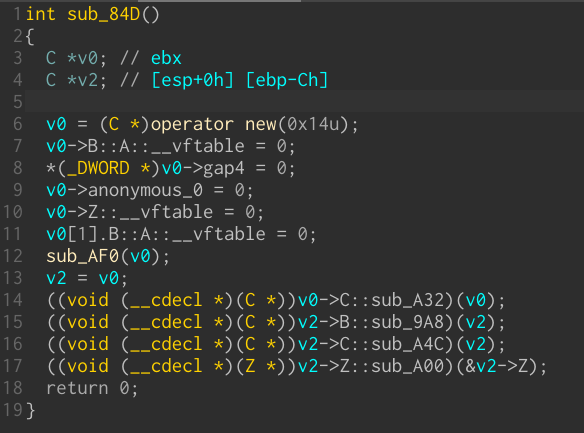 1 int sub_84D()
2 {
3   C *v0; // ebx
4   C *v2; // [esp+0h] [ebp-Ch]
5
6   v0 = (C *)operator new(0x14u);
7   v0->B::A::__vftable = 0;
8   *(_DWORD *)v0->gap4 = 0;
9   v0->anonymous_0 = 0;
10   v0->Z::__vftable = 0;
11   v0[1].B::A::__vftable = 0;
12   sub_AF0(v0);
13   v2 = v0;
14   ((void (__cdecl *)(C *))v0->C::sub_A32)(v0);
15   ((void (__cdecl *)(C *))v2->B::sub_9A8)(v2);
16   ((void (__cdecl *)(C *))v2->C::sub_A4C)(v2);
17   ((void (__cdecl *)(Z *))v2->Z::sub_A00)(&v2->Z);
18   return 0;
19 }